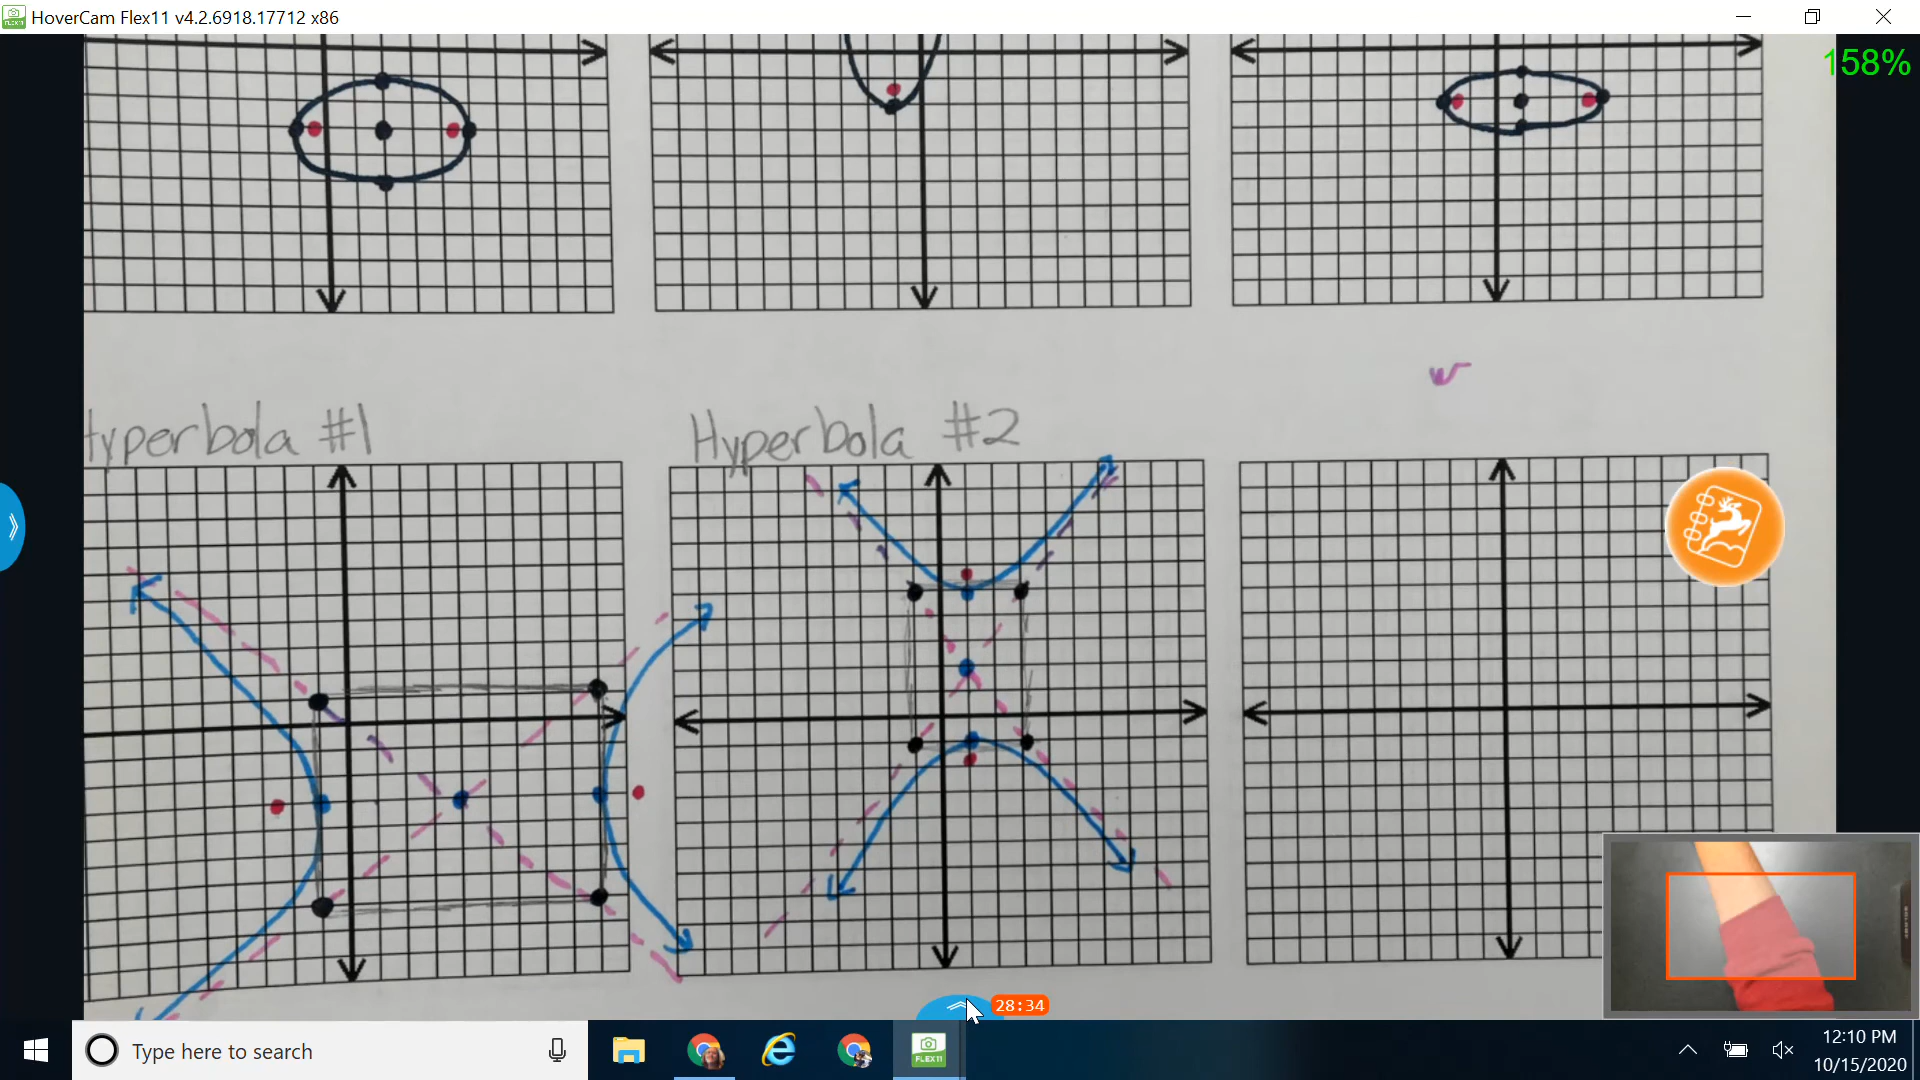 HoverCam Flex11 v4.2.6918.17712 x86
158%
Hyperbola #1
Hyperbola #2
28:34
Type here to search
FLEX11
12:10 PM
10/15/2020